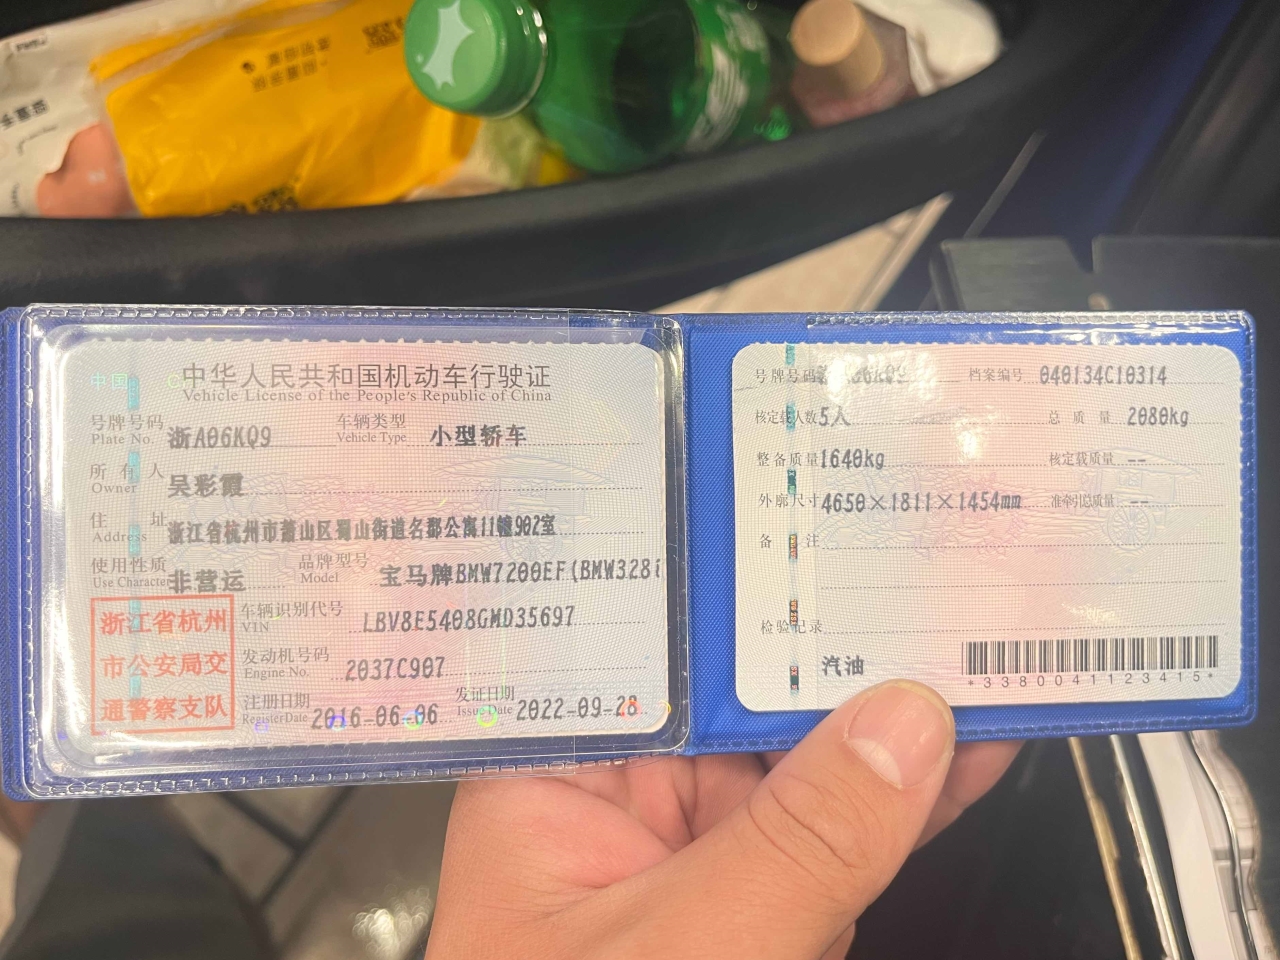 中华人民共和国机动车行驶证
Vehicle License of the People's Republic of China
号牌号码 浙A06KQ9 车辆类型 小型轿车
Plate No. Vehicle Type
所有人 吴彩霞
Owner
住址 浙江省杭州市萧山区蜀山街道名郡公寓11幢902室
Address
使用性质 非营运 品牌型号 宝马牌BMW7200EF(BMW328i
Use Character Model
浙江省杭州
市公安局交
通警察支队
车辆识别代号 LBV8E5408GMD35697
VIN
发动机号码 2037C907
Engine No.
注册日期 2016-06-06 发证日期 2022-09-28
Register Date Issue Date
号牌号码 档案编号 040134C10314
核定载人数 5人 总质量 2080kg
整备质量 1640kg 核定载质量 --
外廓尺寸 4650×1811×1454mm 准牵引总质量 --
备注
检验记录
汽油
*3380041123415*